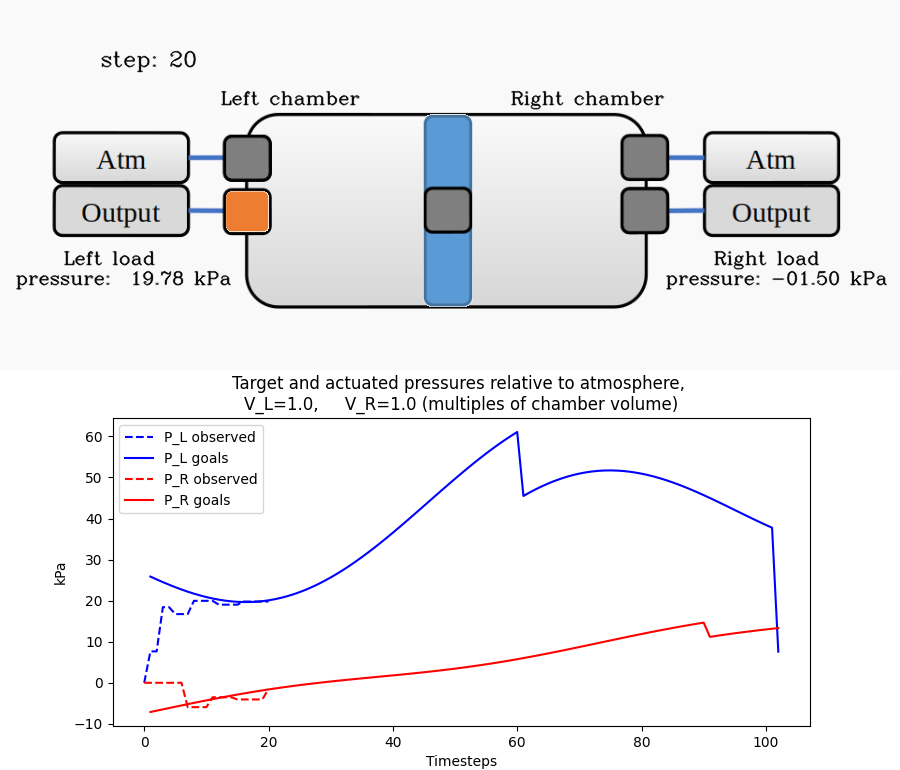 step: 20
Left chamber
Right chamber
Atm
Atm
Output
Output
Left load
pressure: 19.78 kPa
Right load
pressure: −01.50 kPa
Target and actuated pressures relative to atmosphere,
V_L=1.0, V_R=1.0 (multiples of chamber volume)
P_L observed
P_L goals
P_R observed
P_R goals
60
50
40
30
20
10
0
−10
kPa
0 20 40 60 80 100
Timesteps